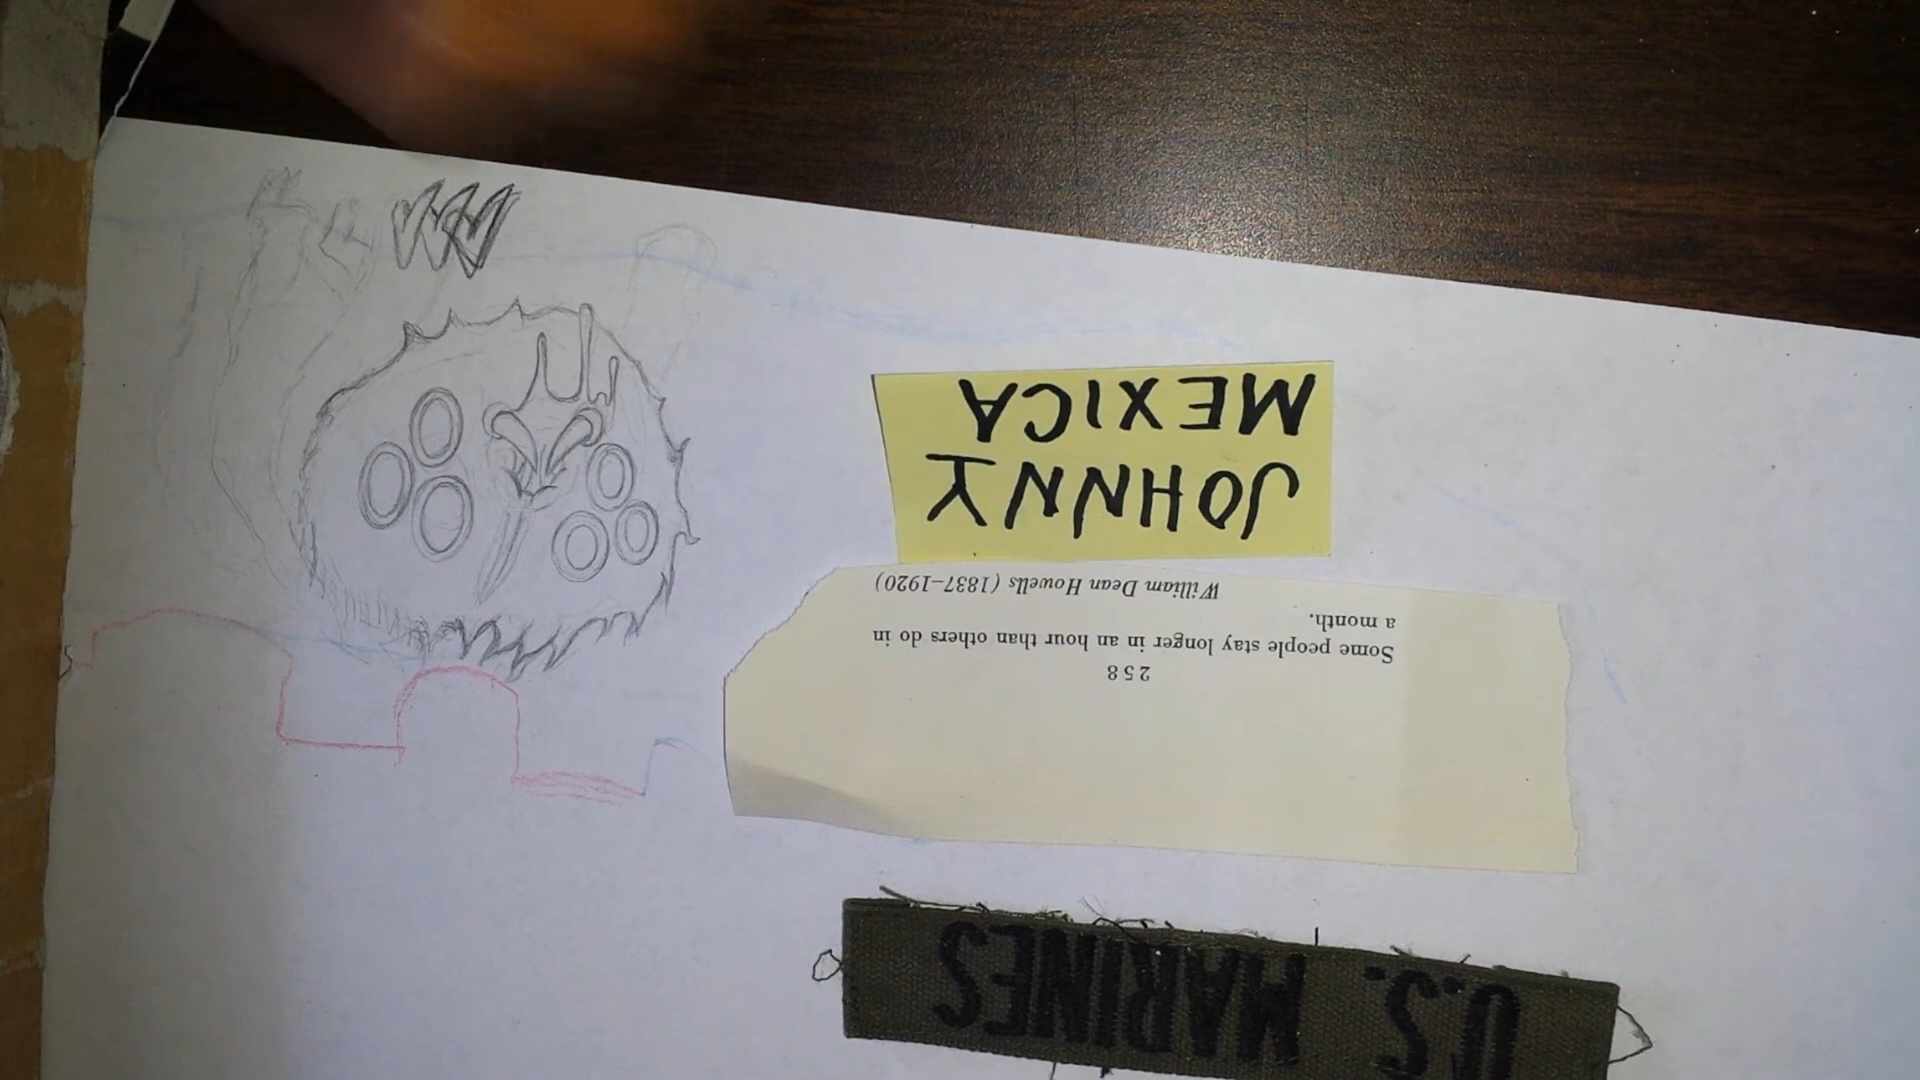 U.S. MARINES
258
Some people stay longer in an hour than others do in
a month.
William Dean Howells (1837–1920)
JOHNNY
MEXICA